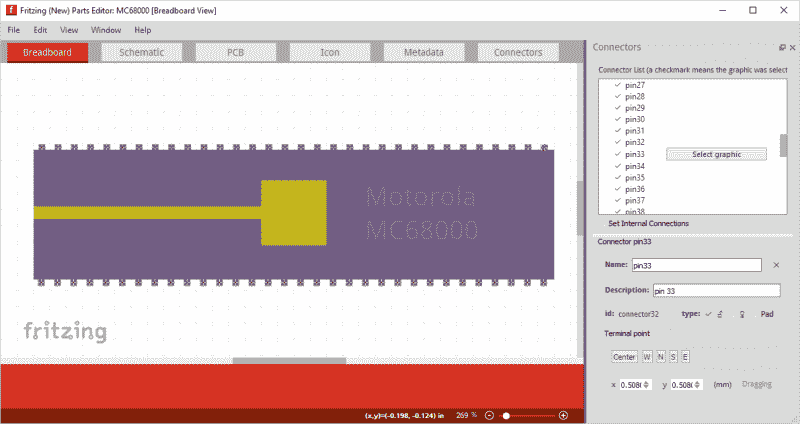 Fritzing (New) Parts Editor: MC68000 [Breadboard View]
File Edit View Window Help
Breadboard Schematic PCB Icon Metadata Connectors
Connectors
Connector List (a checkmark means the graphic was select
pin27
pin28
pin29
pin30
pin31
pin32
pin33 Select graphic
pin34
pin35
pin36
pin37
pin38
Set Internal Connections
Connector pin33
Name: pin33
Description: pin 33
id: connector32 type: Pad
Terminal point
Center W N S E
x 0.508( y 0.508( (mm) Dragging
Motorola
MC68000
fritzing
(x,y)=(-0.198, -0.124) in 269 %